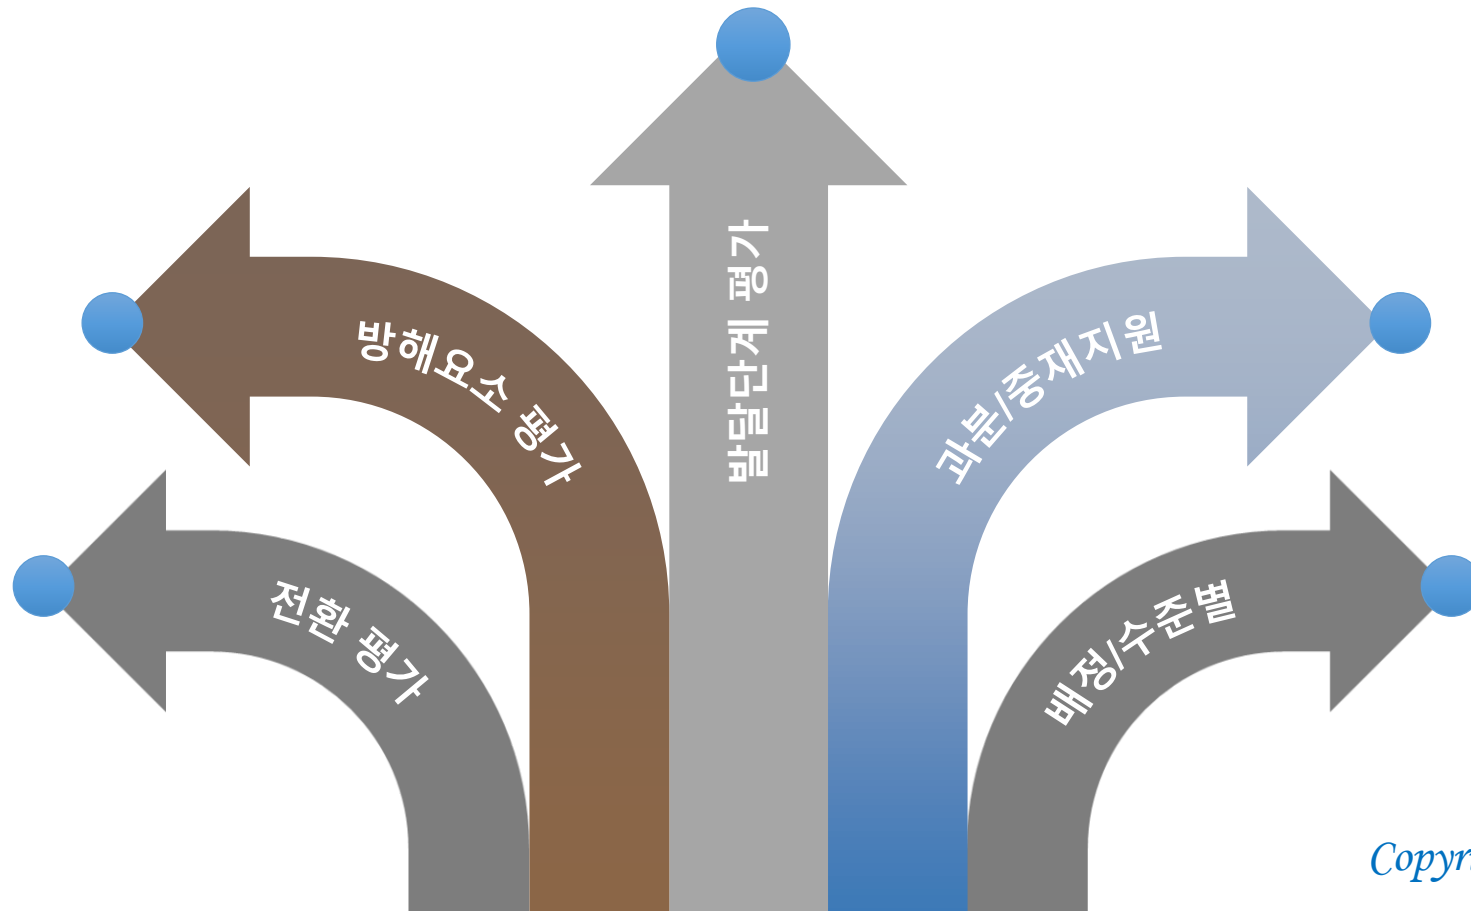 발달단계 평가
방해요소 평가
과분/중재지원
전환 평가
배정/수준별